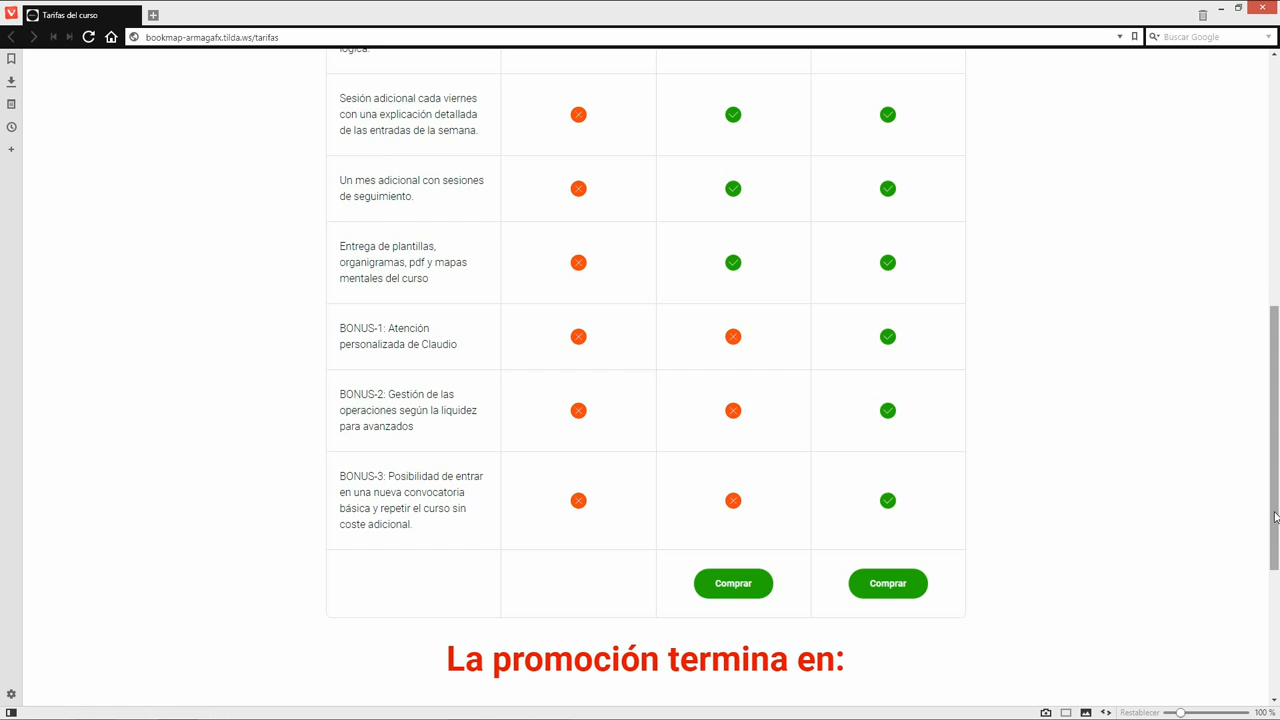 Tarifas del curso
bookmap-armagafx.tilda.ws/tarifas
Buscar Google
lógica.
Sesión adicional cada viernes
con una explicación detallada
de las entradas de la semana.
Un mes adicional con sesiones
de seguimiento.
Entrega de plantillas,
organigramas, pdf y mapas
mentales del curso
BONUS-1: Atención
personalizada de Claudio
BONUS-2: Gestión de las
operaciones según la liquidez
para avanzados
BONUS-3: Posibilidad de entrar
en una nueva convocatoria
básica y repetir el curso sin
coste adicional.
Comprar
Comprar
La promoción termina en:
Restablecer
100 %